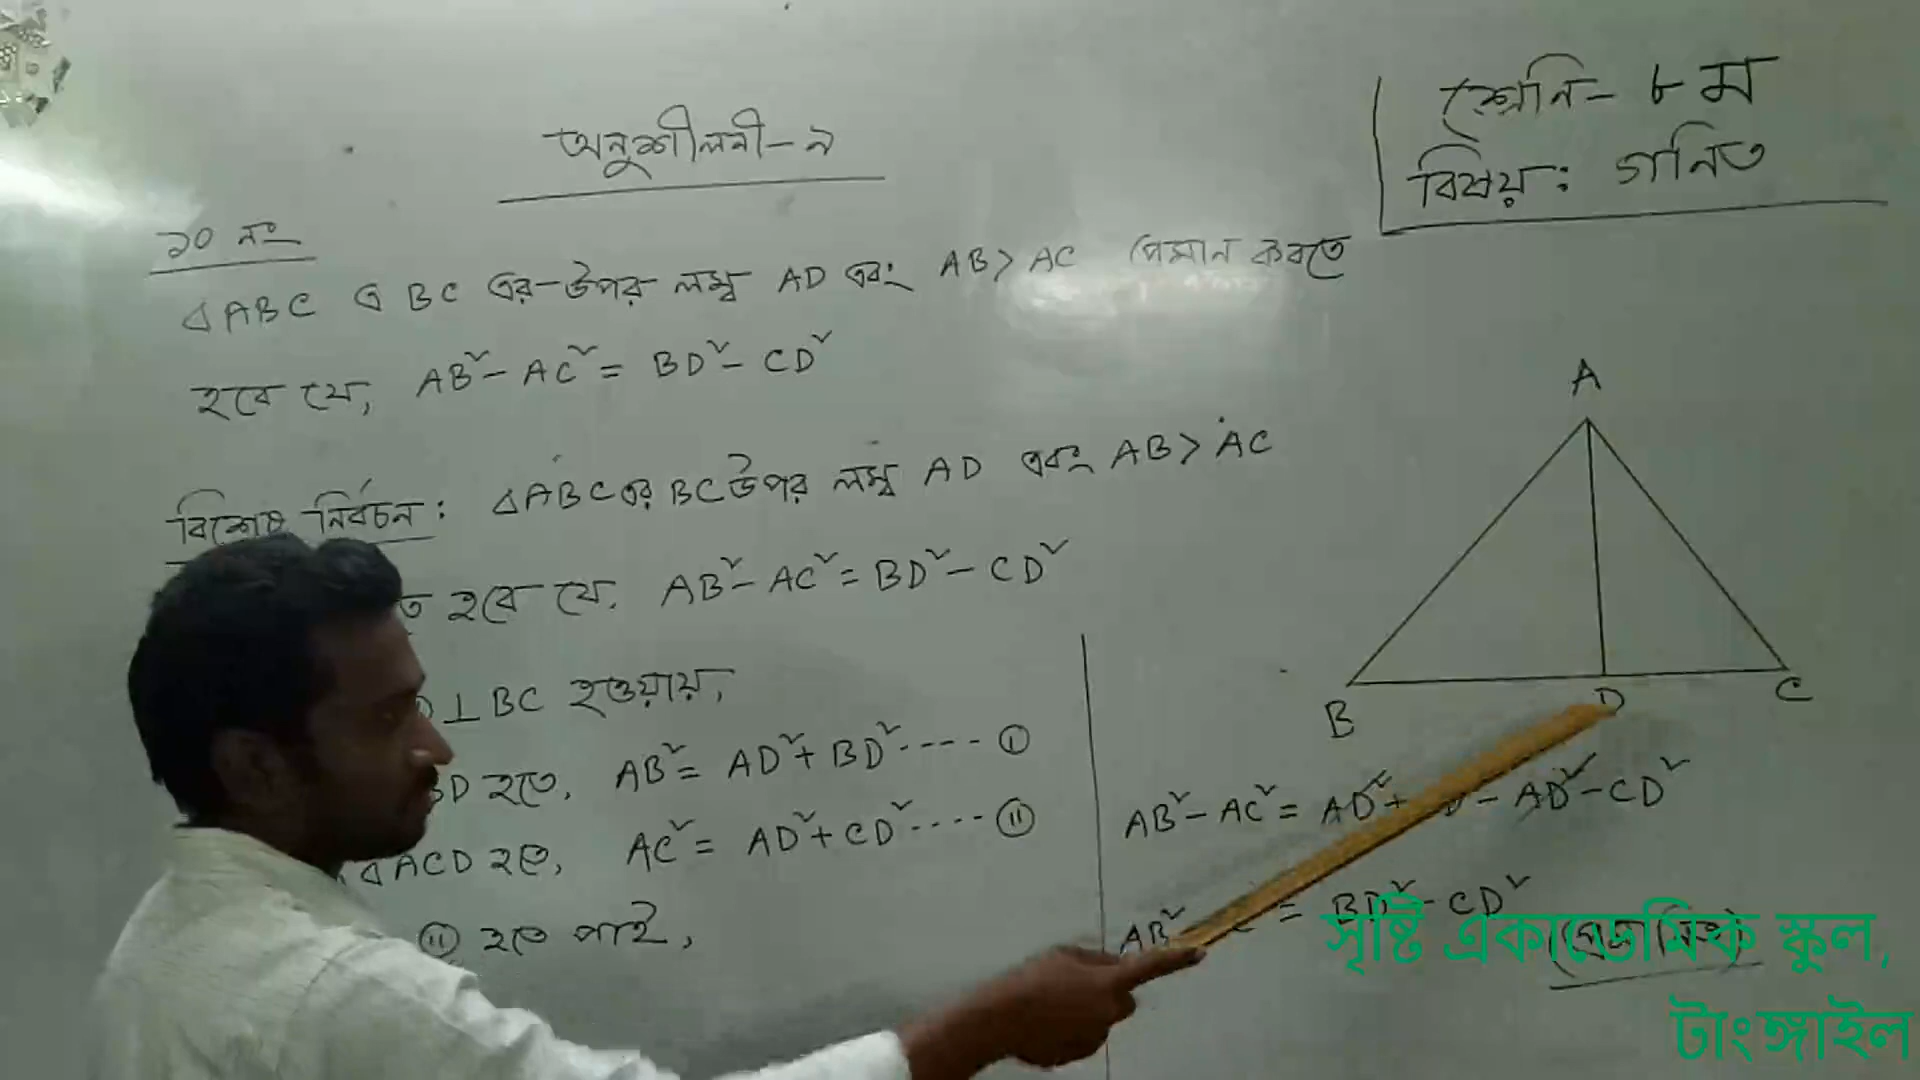 শ্রেনি- ৮ম
বিষয়: গনিত
অনুশীলনী-৯
১০ নং
△ABC এ BC এর-উপর লম্ব AD এবং AB > AC প্রেমান করতে
হবে যে, AB² - AC² = BD² - CD²
বিশেষ নির্বচন: △ABC এর BC উপর লম্ব AD এবং AB > AC
হবে যে, AB² - AC² = BD² - CD²
⊥BC হওয়ায়,
BD হতে, AB² = AD² + BD² ---- (i)
△ACD হতে, AC² = AD² + CD² ---- (ii)
(ii) হতে পাই,
A
B
D
C
AB² - AC² = AD² + - AD² - CD²
AB² = BD² - CD²
সৃষ্টি একাডেমিক স্কুল,
টাংঙ্গাইল